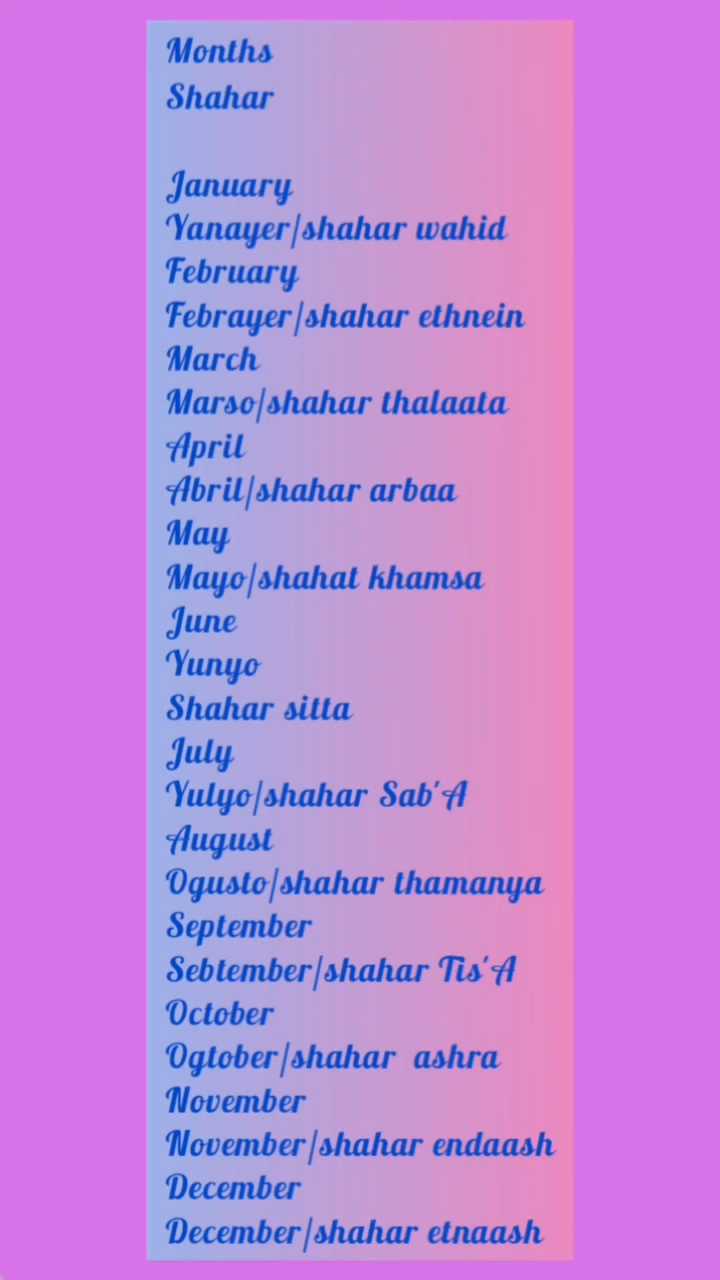 Months
Shahar
January
Yanayer/shahar wahid
February
Febrayer/shahar ethnein
March
Marso/shahar thalaata
April
Abril/shahar arbaa
May
Mayo/shahat khamsa
June
Yunyo
Shahar sitta
July
Yulyo/shahar Sab'A
August
Ogusto/shahar thamanya
September
Sebtember/shahar Tis'A
October
Ogtober/shahar ashra
November
November/shahar endaash
December
December/shahar etnaash